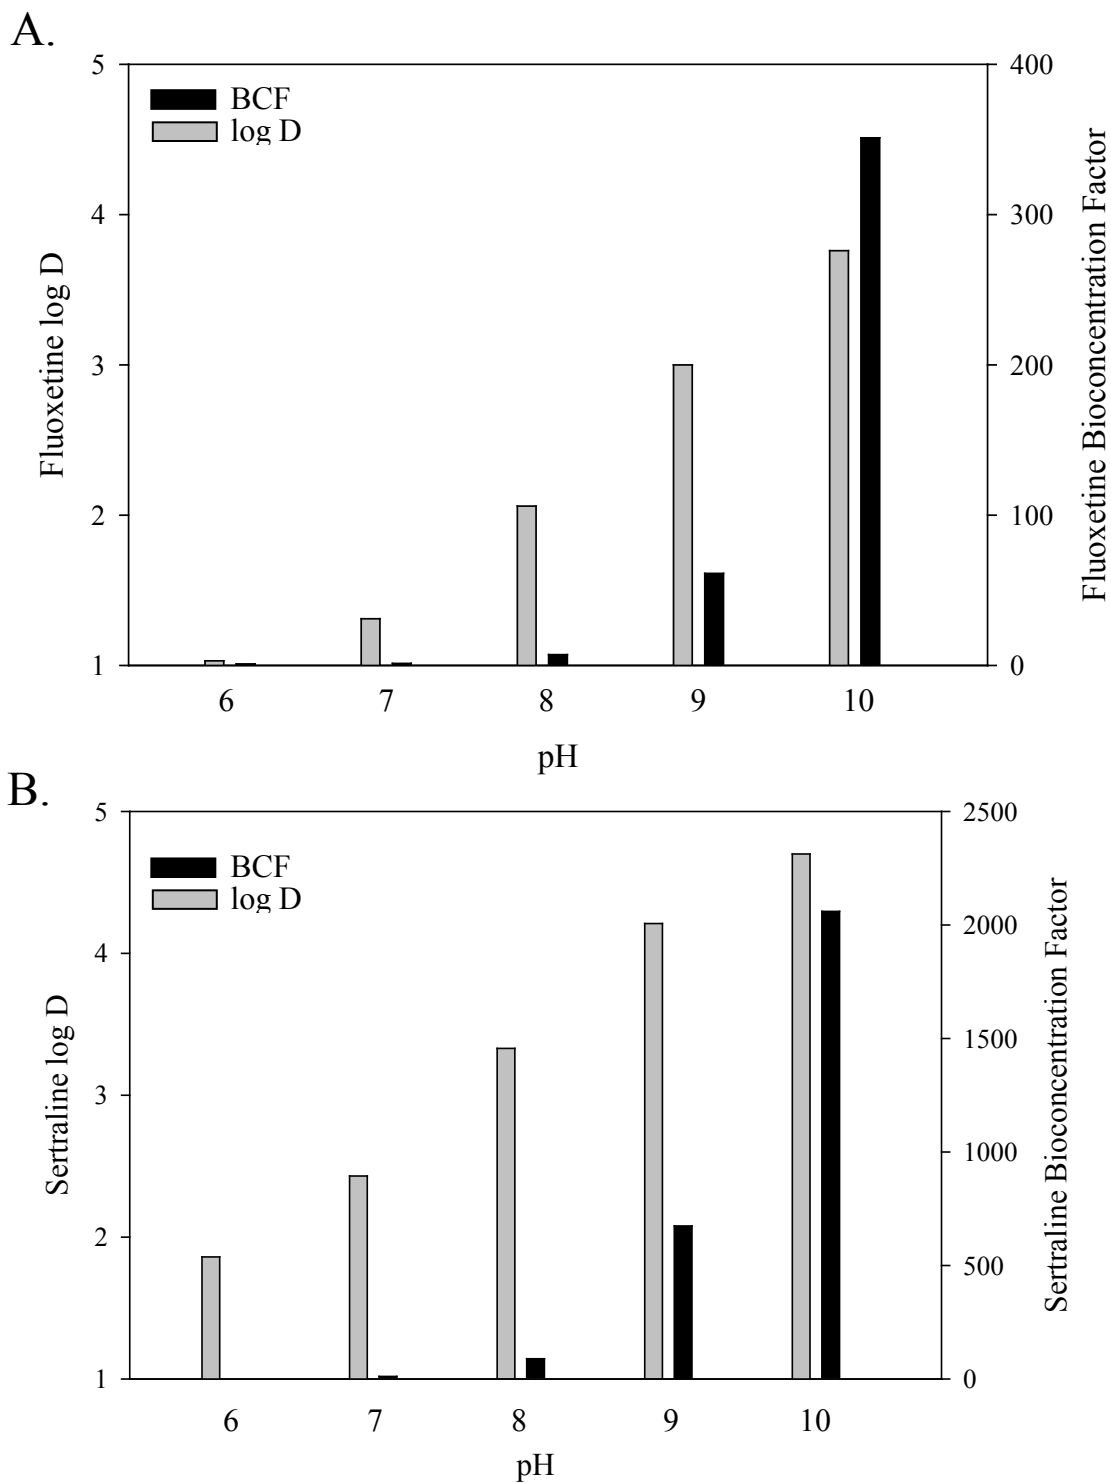 A.
5
4
3
2
1
Fluoxetine log D
BCF
log D
400
300
200
100
0
Fluoxetine Bioconcentration Factor
6 7 8 9 10
pH
B.
5
4
3
2
1
Sertraline log D
BCF
log D
2500
2000
1500
1000
500
0
Sertraline Bioconcentration Factor
6 7 8 9 10
pH